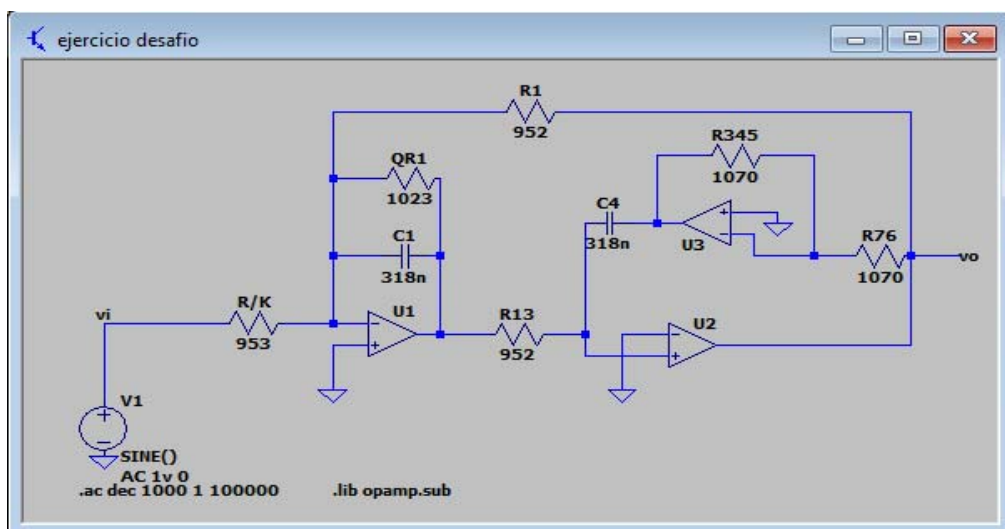 ejercicio desafio
R1
952
R345
1070
QR1
1023
C4
318n
U3
R76
1070
vo
C1
318n
vi
R/K
953
U1
R13
952
U2
V1
SINE()
AC 1v 0
.ac dec 1000 1 100000
.lib opamp.sub